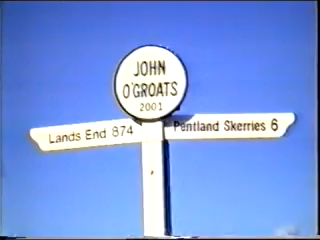 JOHN
O'GROATS
2001
Lands End 874
Pentland Skerries 6